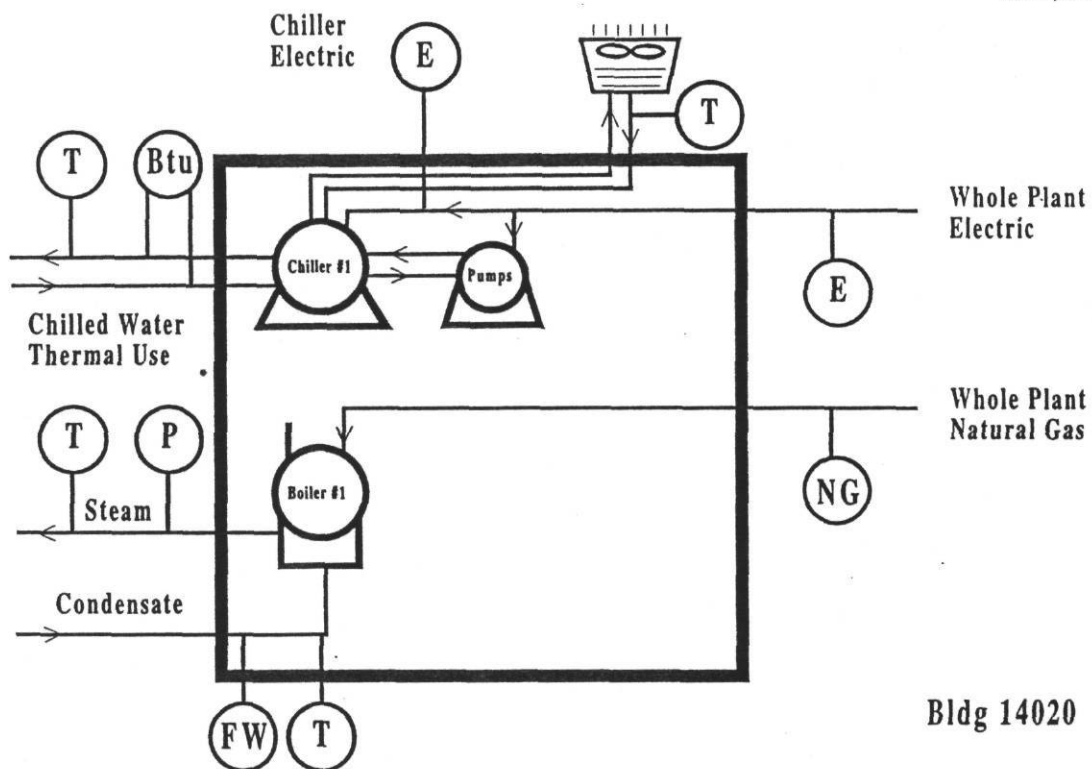 Chiller
Electric
E
T
T
Btu
Whole Plant
Electric
Chiller #1
Pumps
E
Chilled Water
Thermal Use
Whole Plant
Natural Gas
T
P
NG
Steam
Boiler #1
Condensate
FW
T
Bldg 14020